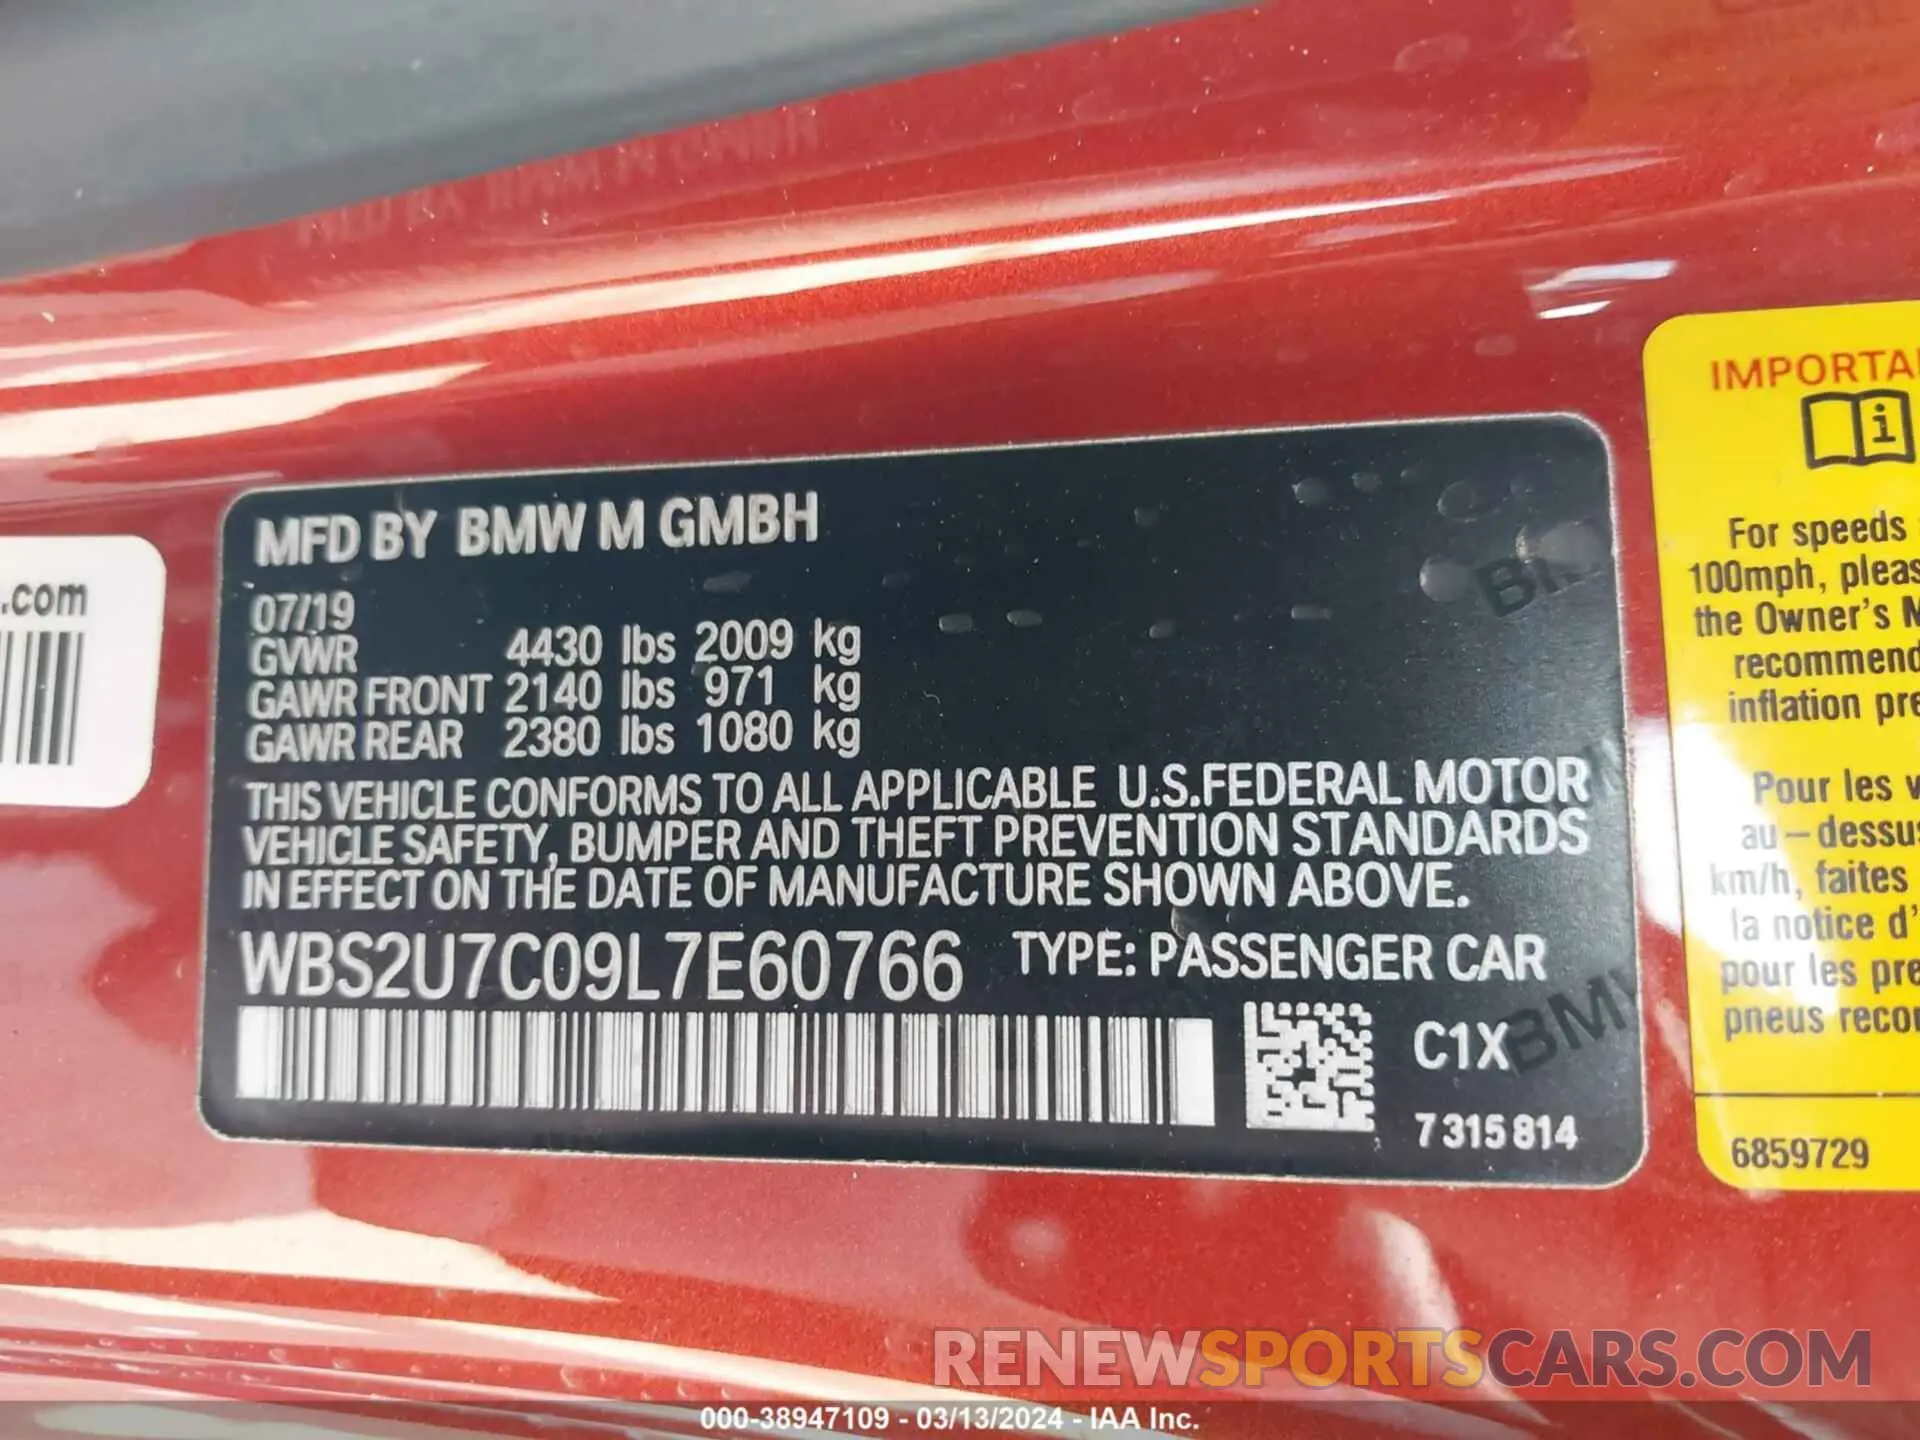 MFD BY BMW M GMBH
07/19
GVWR 4430 lbs 2009 kg
GAWR FRONT 2140 lbs 971 kg
GAWR REAR 2380 lbs 1080 kg
THIS VEHICLE CONFORMS TO ALL APPLICABLE U.S.FEDERAL MOTOR
VEHICLE SAFETY, BUMPER AND THEFT PREVENTION STANDARDS
IN EFFECT ON THE DATE OF MANUFACTURE SHOWN ABOVE.
WBS2U7C09L7E60766 TYPE: PASSENGER CAR
C1X
7 315 814
.com
IMPORTA
For speeds
100mph, pleas
the Owner's M
recommend
inflation pre
Pour les v
au-dessus
km/h, faites
la notice d'
pour les pre
pneus recor
6859729
RENEWSPORTSCARS.COM
000-38947109 - 03/13/2024 - IAA Inc.